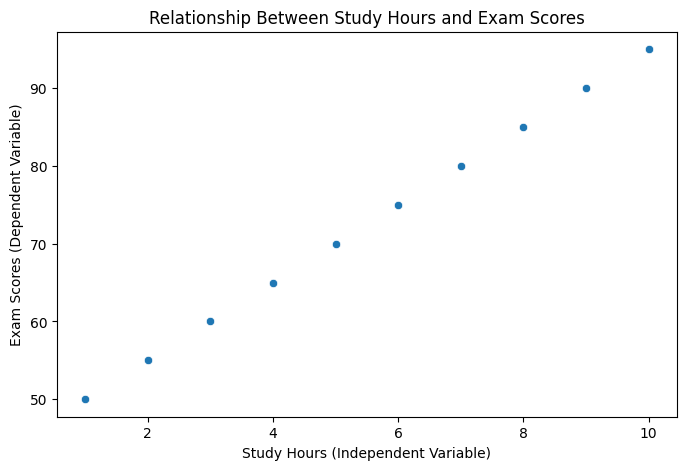 Relationship Between Study Hours and Exam Scores
Exam Scores (Dependent Variable)
90
80
70
60
50
2 4 6 8 10
Study Hours (Independent Variable)